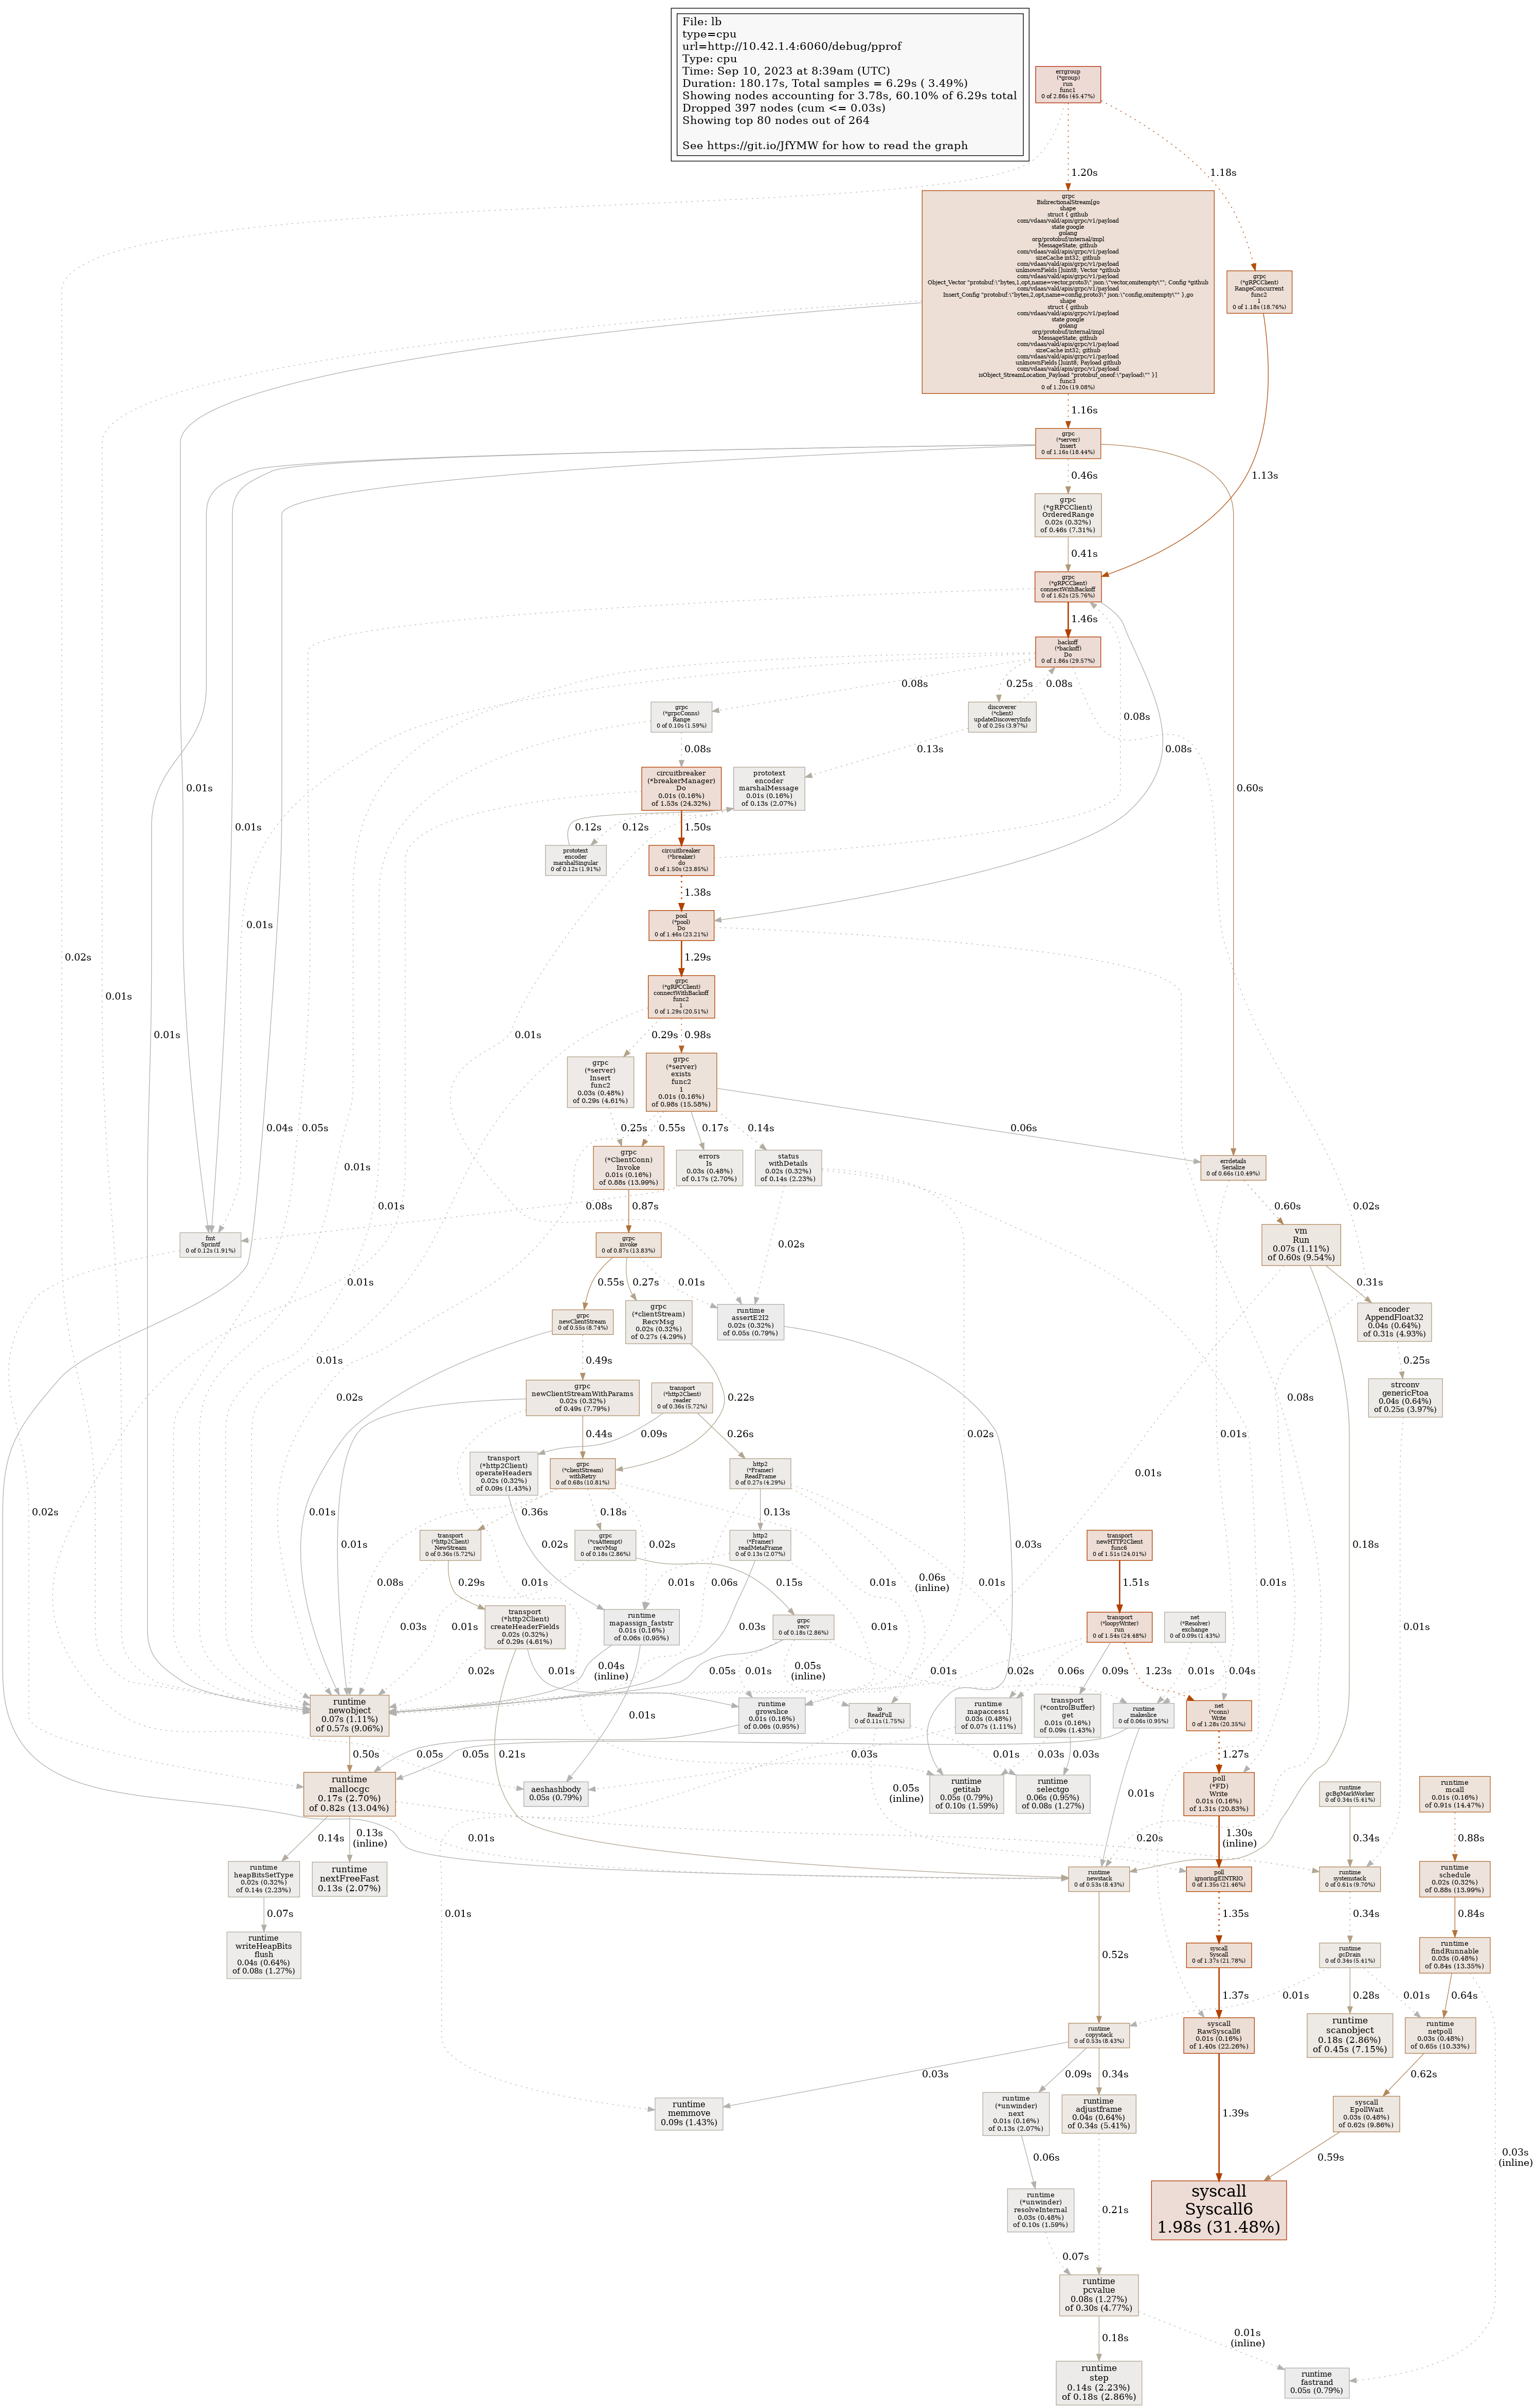 File: lb
type=cpu
url=http://10.42.1.4:6060/debug/pprof
Type: cpu
Time: Sep 10, 2023 at 8:39am (UTC)
Duration: 180.17s, Total samples = 6.29s ( 3.49%)
Showing nodes accounting for 3.78s, 60.10% of 6.29s total
Dropped 397 nodes (cum <= 0.03s)
Showing top 80 nodes out of 264
See https://git.io/JfYMW for how to read the graph
errgroup
(*group)
run
func1
0 of 2.86s (45.47%)
1.20s
1.18s
grpc
BidirectionalStream[go
shape
struct { github
com/vdaas/vald/apis/grpc/v1/payload
state google
golang
org/protobuf/internal/impl
MessageState; github
com/vdaas/vald/apis/grpc/v1/payload
sizeCache int32; github
com/vdaas/vald/apis/grpc/v1/payload
unknownFields []uint8; Vector *github
com/vdaas/vald/apis/grpc/v1/payload
Object_Vector "protobuf:\"bytes,1,opt,name=vector,proto3\" json:\"vector,omitempty\""; Config *github
com/vdaas/vald/apis/grpc/v1/payload
Insert_Config "protobuf:\"bytes,2,opt,name=config,proto3\" json:\"config,omitempty\"" },go
shape
struct { github
com/vdaas/vald/apis/grpc/v1/payload
state google
golang
org/protobuf/internal/impl
MessageState; github
com/vdaas/vald/apis/grpc/v1/payload
sizeCache int32; github
com/vdaas/vald/apis/grpc/v1/payload
unknownFields []uint8; Payload github
com/vdaas/vald/apis/grpc/v1/payload
isObject_StreamLocation_Payload "protobuf_oneof:\"payload\"" }]
func3
0 of 1.20s (19.08%)
grpc
(*gRPCClient)
RangeConcurrent
func2
1
0 of 1.18s (18.76%)
1.16s
grpc
(*server)
Insert
0 of 1.16s (18.44%)
0.46s
1.13s
grpc
(*gRPCClient)
OrderedRange
0.02s (0.32%)
of 0.46s (7.31%)
0.41s
grpc
(*gRPCClient)
connectWithBackoff
0 of 1.62s (25.76%)
1.46s
backoff
(*backoff)
Do
0 of 1.86s (29.57%)
0.08s
0.25s
0.08s
0.08s
0.08s
grpc
(*grpcConns)
Range
0 of 0.10s (1.59%)
discoverer
(*client)
updateDiscoveryInfo
0 of 0.25s (3.97%)
0.08s
0.13s
circuitbreaker
(*breakerManager)
Do
0.01s (0.16%)
of 1.53s (24.32%)
prototext
encoder
marshalMessage
0.01s (0.16%)
of 0.13s (2.07%)
0.01s
0.01s
0.60s
0.12s
0.12s
1.50s
prototext
encoder
marshalSingular
0 of 0.12s (1.91%)
circuitbreaker
(*breaker)
do
0 of 1.50s (23.85%)
1.38s
0.01s
pool
(*pool)
Do
0 of 1.46s (23.21%)
0.02s
1.29s
grpc
(*gRPCClient)
connectWithBackoff
func2
1
0 of 1.29s (20.51%)
0.01s
0.01s
0.01s
0.29s
0.98s
grpc
(*server)
Insert
func2
0.03s (0.48%)
of 0.29s (4.61%)
grpc
(*server)
exists
func2
1
0.01s (0.16%)
of 0.98s (15.58%)
0.04s
0.05s
0.25s
0.55s
0.17s
0.14s
0.06s
0.01s
grpc
(*ClientConn)
Invoke
0.01s (0.16%)
of 0.88s (13.99%)
errors
Is
0.03s (0.48%)
of 0.17s (2.70%)
status
withDetails
0.02s (0.32%)
of 0.14s (2.23%)
errdetails
Serialize
0 of 0.66s (10.49%)
0.01s
0.08s
0.87s
0.60s
0.02s
fmt
Sprintf
0 of 0.12s (1.91%)
grpc
invoke
0 of 0.87s (13.83%)
0.02s
vm
Run
0.07s (1.11%)
of 0.60s (9.54%)
0.01s
0.55s
0.27s
0.01s
0.31s
grpc
newClientStream
0 of 0.55s (8.74%)
grpc
(*clientStream)
RecvMsg
0.02s (0.32%)
of 0.27s (4.29%)
runtime
assertE2I2
0.02s (0.32%)
of 0.05s (0.79%)
encoder
AppendFloat32
0.04s (0.64%)
of 0.31s (4.93%)
0.01s
0.49s
0.25s
0.02s
grpc
newClientStreamWithParams
0.02s (0.32%)
of 0.49s (7.79%)
transport
(*http2Client)
reader
0 of 0.36s (5.72%)
0.22s
0.08s
strconv
genericFtoa
0.04s (0.64%)
of 0.25s (3.97%)
0.44s
0.09s
0.26s
0.02s
0.01s
transport
(*http2Client)
operateHeaders
0.02s (0.32%)
of 0.09s (1.43%)
grpc
(*clientStream)
withRetry
0 of 0.68s (10.81%)
http2
(*Framer)
ReadFrame
0 of 0.27s (4.29%)
0.01s
0.02s
0.01s
0.36s
0.18s
0.13s
transport
(*http2Client)
NewStream
0 of 0.36s (5.72%)
0.02s
grpc
(*csAttempt)
recvMsg
0 of 0.18s (2.86%)
0.02s
http2
(*Framer)
readMetaFrame
0 of 0.13s (2.07%)
0.03s
transport
newHTTP2Client
func6
0 of 1.51s (24.01%)
0.18s
0.01s
0.08s
0.29s
0.01s
0.15s
0.01s
0.06s
0.01s
0.06s
(inline)
0.01s
1.51s
0.01s
transport
(*http2Client)
createHeaderFields
0.02s (0.32%)
of 0.29s (4.61%)
runtime
mapassign_faststr
0.01s (0.16%)
of 0.06s (0.95%)
grpc
recv
0 of 0.18s (2.86%)
transport
(*loopyWriter)
run
0 of 1.54s (24.48%)
net
(*Resolver)
exchange
0 of 0.09s (1.43%)
0.03s
0.01s
0.03s
0.01s
0.01s
0.02s
0.01s
0.04s
(inline)
0.05s
0.01s
0.05s
(inline)
0.01s
0.02s
0.06s
0.09s
1.23s
0.01s
0.04s
runtime
newobject
0.07s (1.11%)
of 0.57s (9.06%)
runtime
growslice
0.01s (0.16%)
of 0.06s (0.95%)
io
ReadFull
0 of 0.11s (1.75%)
runtime
mapaccess1
0.03s (0.48%)
of 0.07s (1.11%)
transport
(*controlBuffer)
get
0.01s (0.16%)
of 0.09s (1.43%)
runtime
makeslice
0 of 0.06s (0.95%)
net
(*conn)
Write
0 of 1.28s (20.35%)
0.02s
0.01s
0.50s
0.05s
0.05s
0.21s
0.03s
0.01s
0.03s
0.03s
1.27s
runtime
mallocgc
0.17s (2.70%)
of 0.82s (13.04%)
aeshashbody
0.05s (0.79%)
0.05s
(inline)
runtime
getitab
0.05s (0.79%)
of 0.10s (1.59%)
runtime
selectgo
0.06s (0.95%)
of 0.08s (1.27%)
0.01s
poll
(*FD)
Write
0.01s (0.16%)
of 1.31s (20.83%)
runtime
gcBgMarkWorker
0 of 0.34s (5.41%)
runtime
mcall
0.01s (0.16%)
of 0.91s (14.47%)
0.14s
0.13s
(inline)
0.01s
0.20s
1.30s
(inline)
0.34s
0.88s
runtime
heapBitsSetType
0.02s (0.32%)
of 0.14s (2.23%)
runtime
nextFreeFast
0.13s (2.07%)
runtime
newstack
0 of 0.53s (8.43%)
poll
ignoringEINTRIO
0 of 1.35s (21.46%)
runtime
systemstack
0 of 0.61s (9.70%)
runtime
schedule
0.02s (0.32%)
of 0.88s (13.99%)
0.07s
0.01s
1.35s
0.34s
0.84s
runtime
writeHeapBits
flush
0.04s (0.64%)
of 0.08s (1.27%)
0.52s
syscall
Syscall
0 of 1.37s (21.78%)
runtime
gcDrain
0 of 0.34s (5.41%)
runtime
findRunnable
0.03s (0.48%)
of 0.84s (13.35%)
1.37s
0.01s
0.28s
0.01s
0.64s
runtime
copystack
0 of 0.53s (8.43%)
syscall
RawSyscall6
0.01s (0.16%)
of 1.40s (22.26%)
runtime
scanobject
0.18s (2.86%)
of 0.45s (7.15%)
runtime
netpoll
0.03s (0.48%)
of 0.65s (10.33%)
0.03s
0.09s
0.34s
0.62s
runtime
memmove
0.09s (1.43%)
runtime
(*unwinder)
next
0.01s (0.16%)
of 0.13s (2.07%)
runtime
adjustframe
0.04s (0.64%)
of 0.34s (5.41%)
1.39s
syscall
EpollWait
0.03s (0.48%)
of 0.62s (9.86%)
0.06s
0.59s
0.03s
(inline)
runtime
(*unwinder)
resolveInternal
0.03s (0.48%)
of 0.10s (1.59%)
0.21s
syscall
Syscall6
1.98s (31.48%)
0.07s
runtime
pcvalue
0.08s (1.27%)
of 0.30s (4.77%)
0.18s
0.01s
(inline)
runtime
step
0.14s (2.23%)
of 0.18s (2.86%)
runtime
fastrand
0.05s (0.79%)